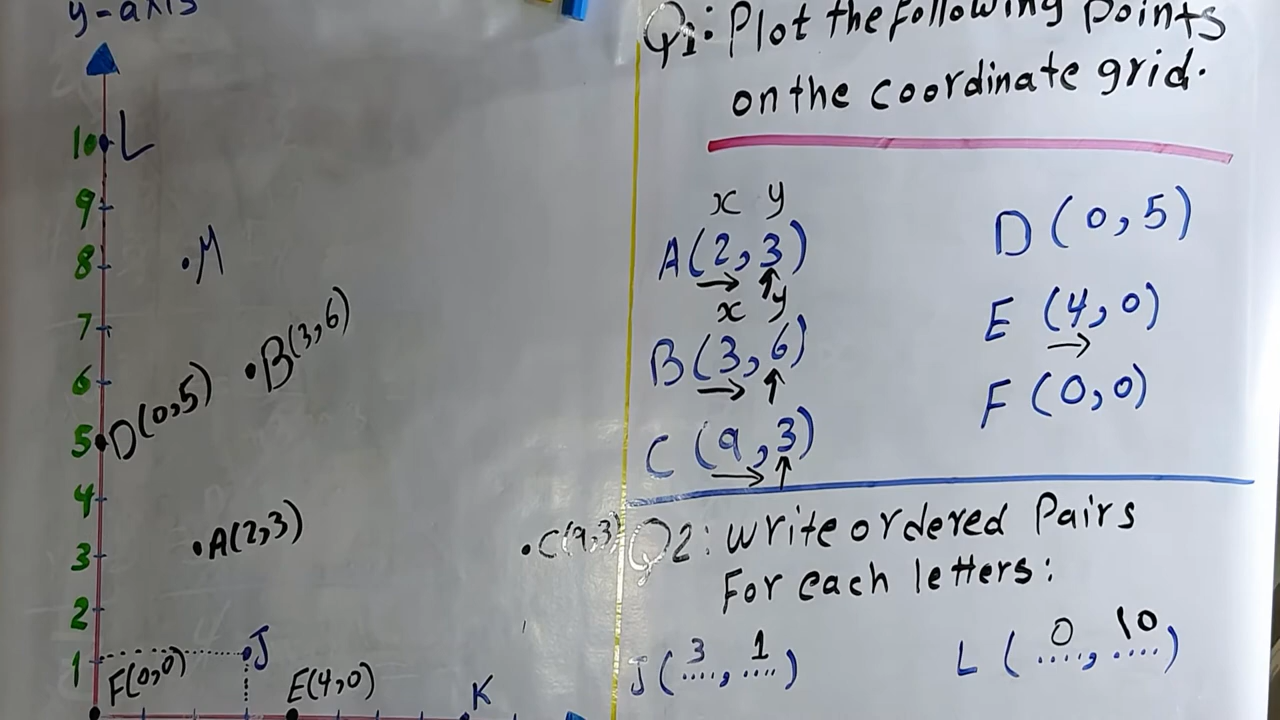 y-axis
10 L
9
8 M
7
6 B(3,6)
5 D(0,5)
4
3 A(2,3) C(9,3)
2
1 J
F(0,0) E(4,0) K
Q1: Plot the following points
on the coordinate grid.
x y
A(2,3)
x y
B(3,6)
C(9,3)
D(0,5)
E(4,0)
F(0,0)
Q2: Write ordered Pairs
For each letters:
J(3, 1)
L(0, 10)